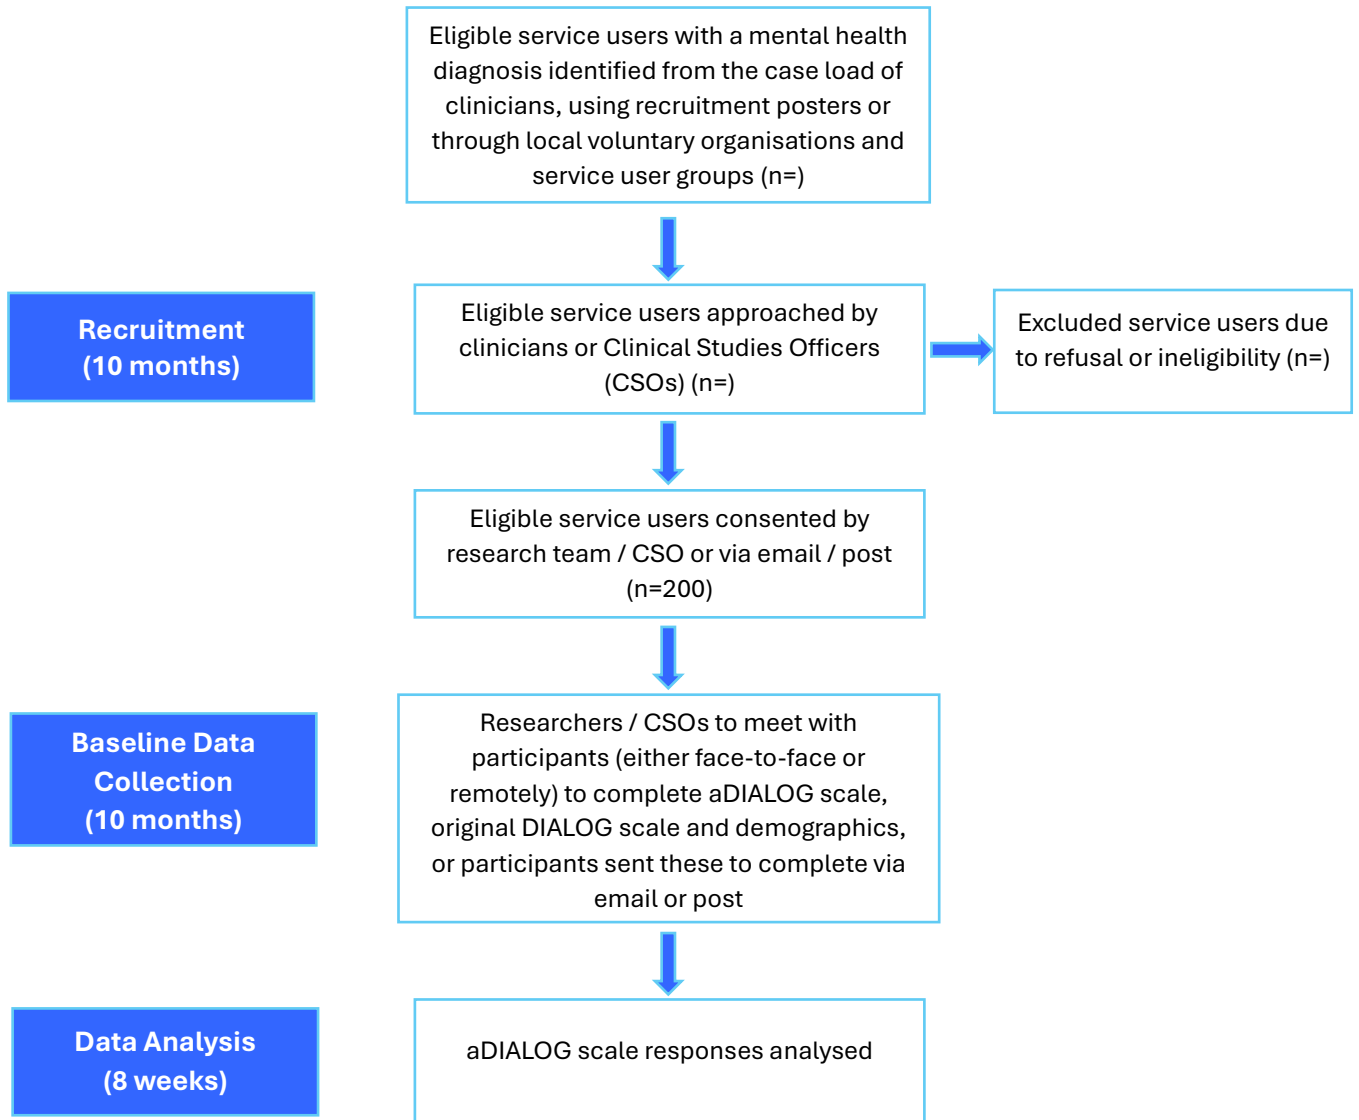 Eligible service users with a mental health
diagnosis identified from the case load of
clinicians, using recruitment posters or
through local voluntary organisations and
service user groups (n=)
Recruitment
(10 months)
Eligible service users approached by
clinicians or Clinical Studies Officers
(CSOs) (n=)
Excluded service users due
to refusal or ineligibility (n=)
Eligible service users consented by
research team / CSO or via email / post
(n=200)
Baseline Data
Collection
(10 months)
Researchers / CSOs to meet with
participants (either face-to-face or
remotely) to complete aDIALOG scale,
original DIALOG scale and demographics,
or participants sent these to complete via
email or post
Data Analysis
(8 weeks)
aDIALOG scale responses analysed